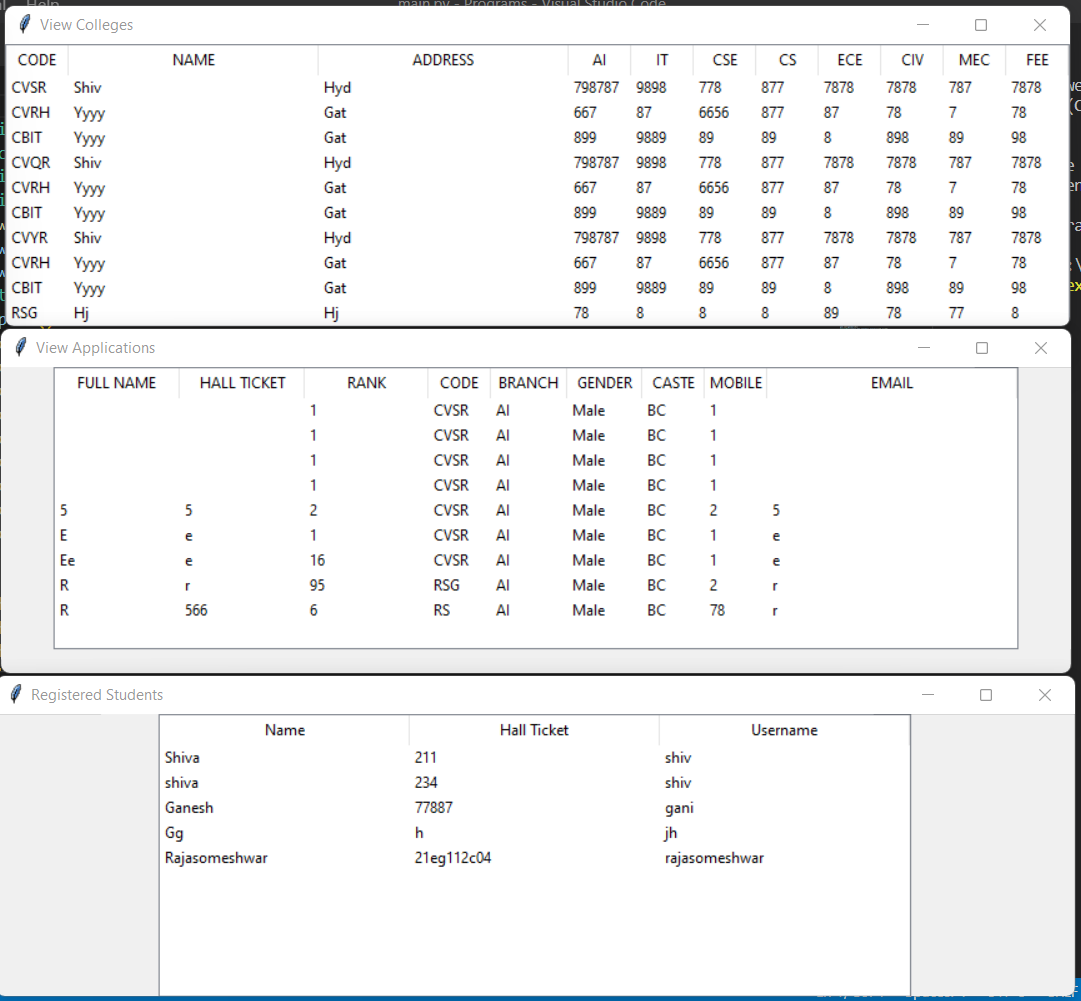 View Colleges
CODE NAME ADDRESS AI IT CSE CS ECE CIV MEC FEE
CVSR Shiv Hyd 798787 9898 778 877 7878 7878 787 7878
CVRH Yyyy Gat 667 87 6656 877 87 78 7 78
CBIT Yyyy Gat 899 9889 89 89 8 898 89 98
CVQR Shiv Hyd 798787 9898 778 877 7878 7878 787 7878
CVRH Yyyy Gat 667 87 6656 877 87 78 7 78
CBIT Yyyy Gat 899 9889 89 89 8 898 89 98
CVYR Shiv Hyd 798787 9898 778 877 7878 7878 787 7878
CVRH Yyyy Gat 667 87 6656 877 87 78 7 78
CBIT Yyyy Gat 899 9889 89 89 8 898 89 98
RSG Hj Hj 78 8 8 8 89 78 77 8
View Applications
FULL NAME HALL TICKET RANK CODE BRANCH GENDER CASTE MOBILE EMAIL
1 CVSR AI Male BC 1
1 CVSR AI Male BC 1
1 CVSR AI Male BC 1
1 CVSR AI Male BC 1
5 5 2 CVSR AI Male BC 2 5
E e 1 CVSR AI Male BC 1 e
Ee e 16 CVSR AI Male BC 1 e
R r 95 RSG AI Male BC 2 r
R 566 6 RS AI Male BC 78 r
Registered Students
Name Hall Ticket Username
Shiva 211 shiv
shiva 234 shiv
Ganesh 77887 gani
Gg h jh
Rajasomeshwar 21eg112c04 rajasomeshwar